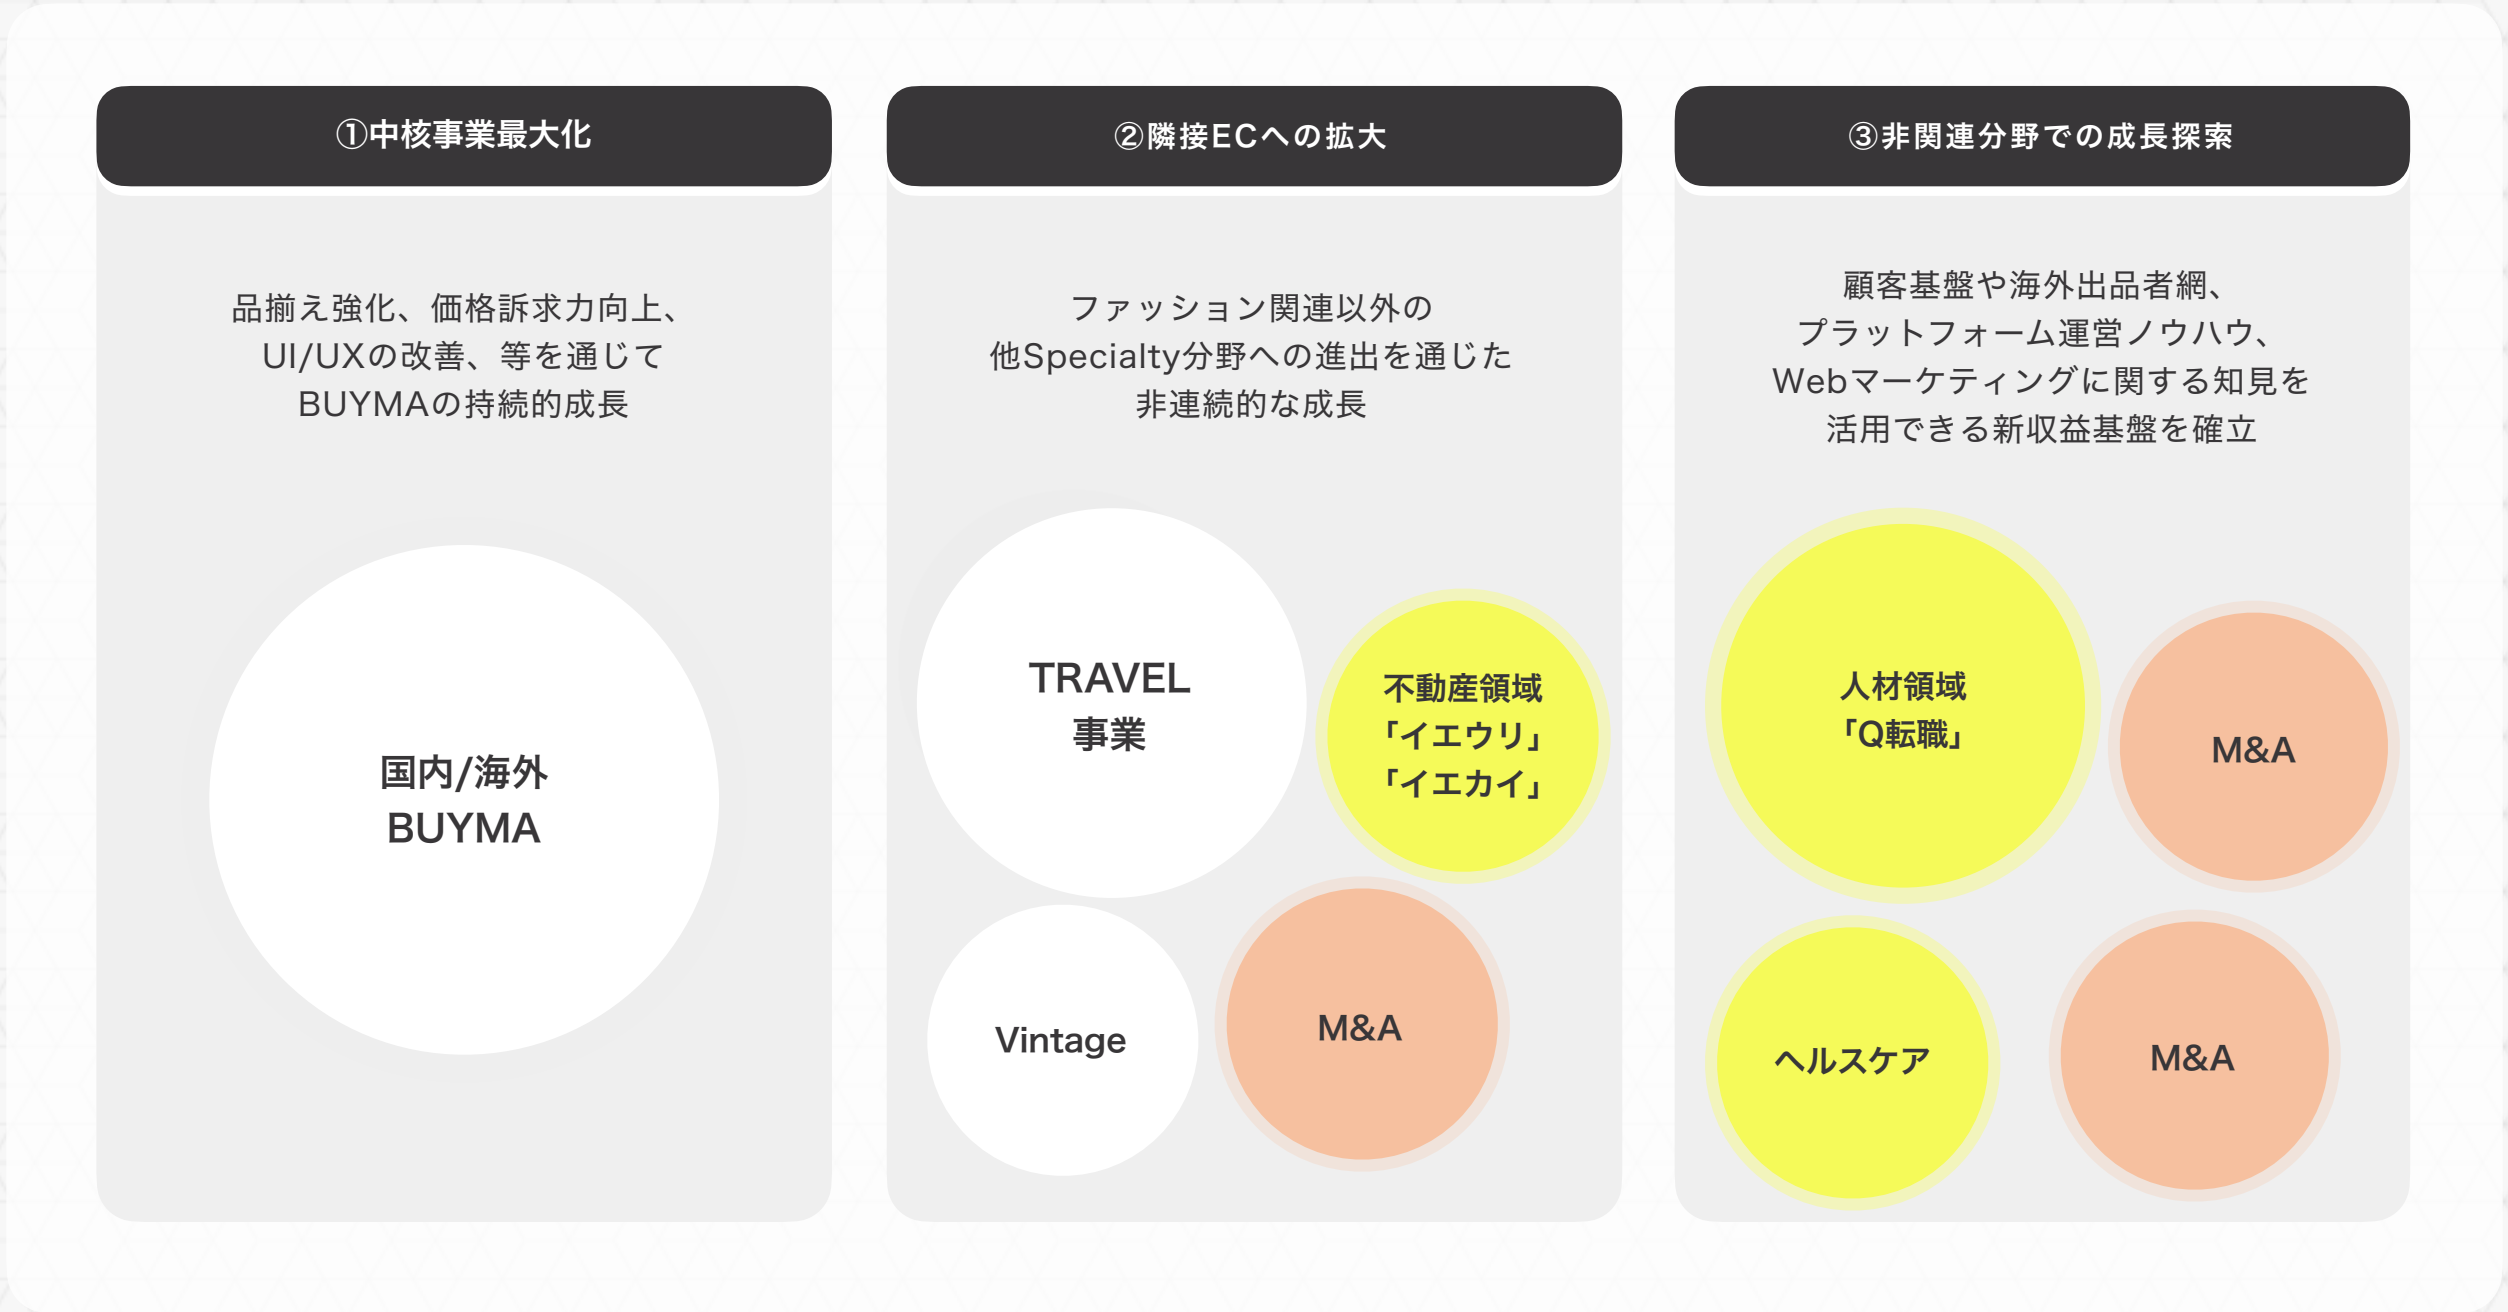 ①中核事業最大化
品揃え強化、価格訴求力向上、
UI/UXの改善、等を通じて
BUYMAの持続的成長
国内/海外
BUYMA
②隣接ECへの拡大
ファッション関連以外の
他Specialty分野への進出を通じた
非連続的な成長
TRAVEL
事業
不動産領域
「イエウリ」
「イエカイ」
Vintage
M&A
③非関連分野での成長探索
顧客基盤や海外出品者網、
プラットフォーム運営ノウハウ、
Webマーケティングに関する知見を
活用できる新収益基盤を確立
人材領域
「Q転職」
M&A
ヘルスケア
M&A